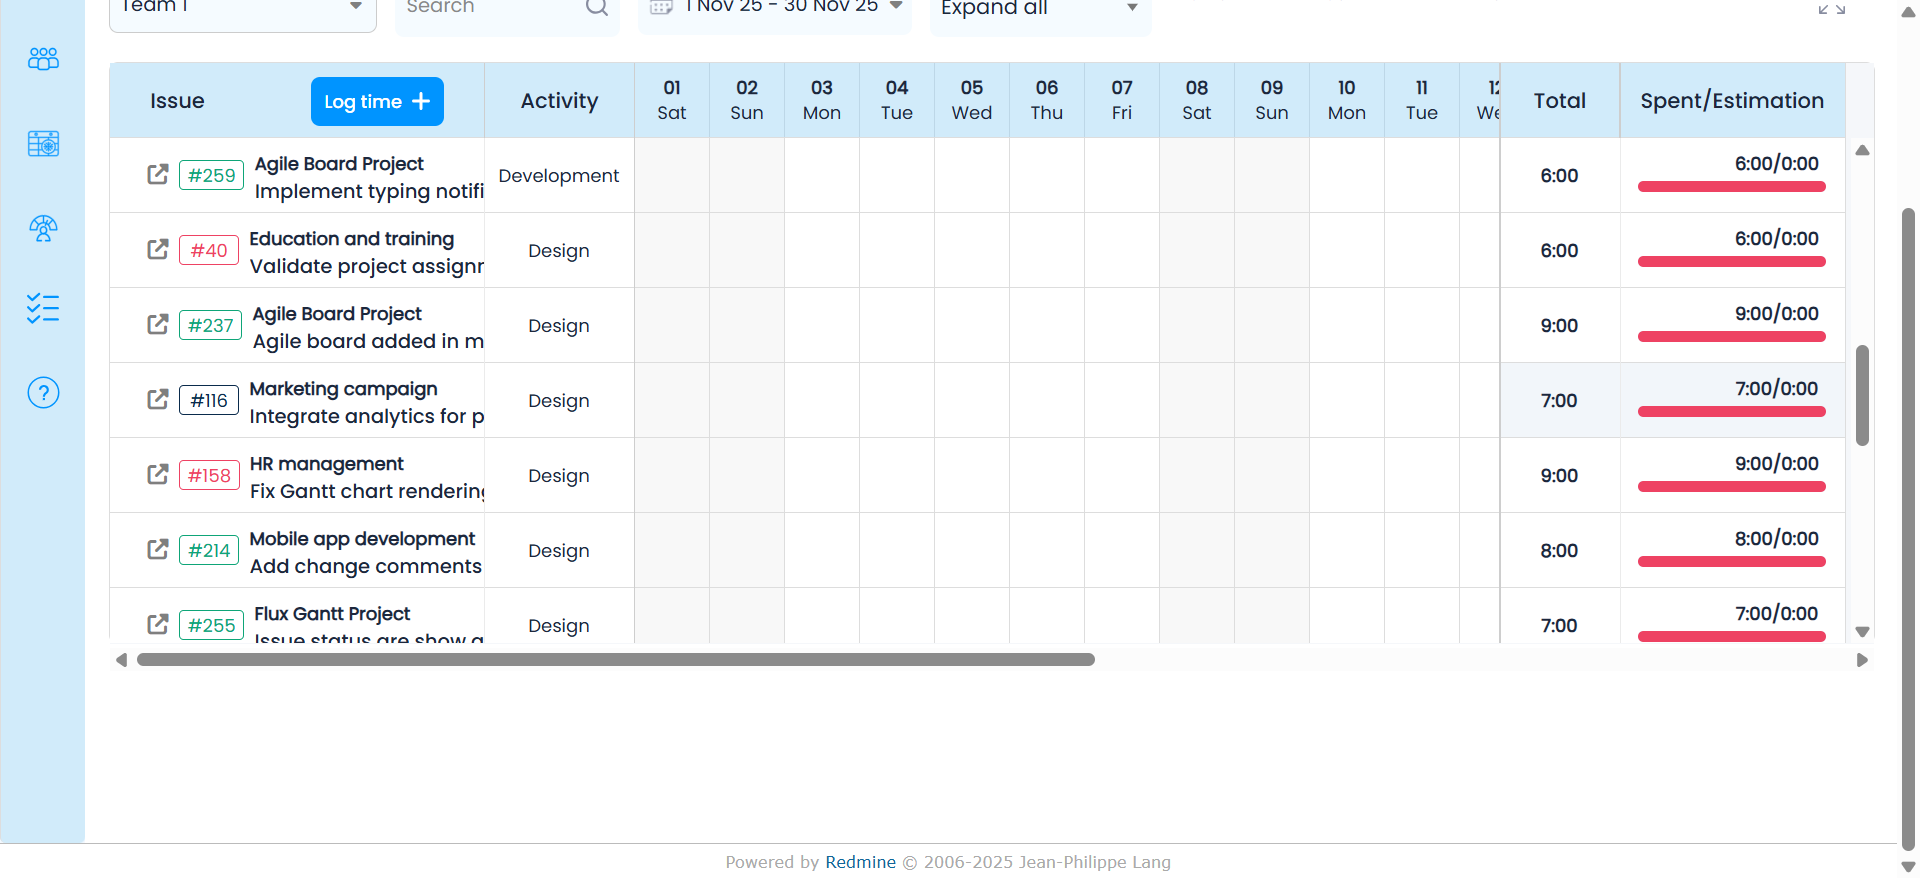 Team 1
Search
1 Nov 25 - 30 Nov 25
Expand all
Issue
Log time +
Activity
01 Sat
02 Sun
03 Mon
04 Tue
05 Wed
06 Thu
07 Fri
08 Sat
09 Sun
10 Mon
11 Tue
12 We
Total
Spent/Estimation
#259
Agile Board Project
Implement typing notifi
Development
6:00
6:00/0:00
#40
Education and training
Validate project assignr
Design
6:00
6:00/0:00
#237
Agile Board Project
Agile board added in m
Design
9:00
9:00/0:00
#116
Marketing campaign
Integrate analytics for p
Design
7:00
7:00/0:00
#158
HR management
Fix Gantt chart rendering
Design
9:00
9:00/0:00
#214
Mobile app development
Add change comments
Design
8:00
8:00/0:00
#255
Flux Gantt Project
Issue status are show a
Design
7:00
7:00/0:00
?
Powered by Redmine © 2006-2025 Jean-Philippe Lang